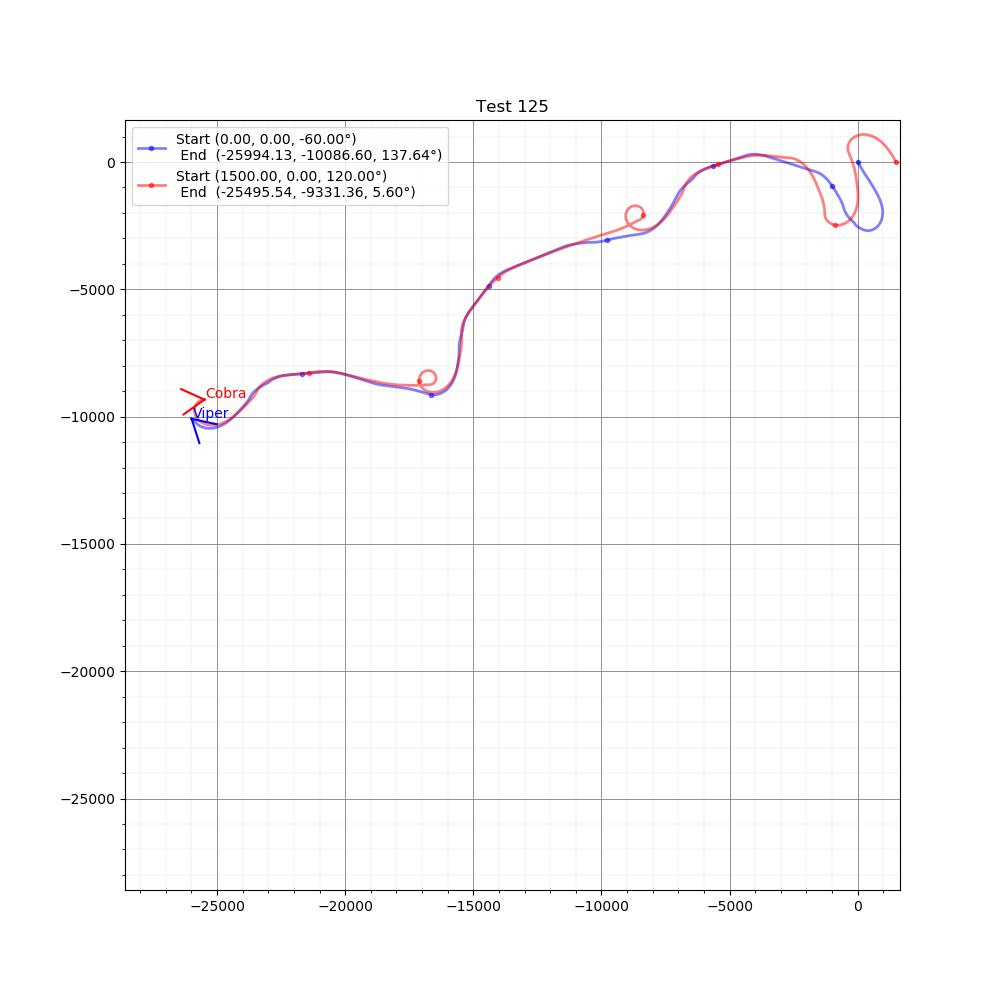 Test 125
Start (0.00, 0.00, -60.00°)
End (-25994.13, -10086.60, 137.64°)
Start (1500.00, 0.00, 120.00°)
End (-25495.54, -9331.36, 5.60°)
0
−5000
−10000
−15000
−20000
−25000
Cobra
Viper
−25000
−20000
−15000
−10000
−5000
0